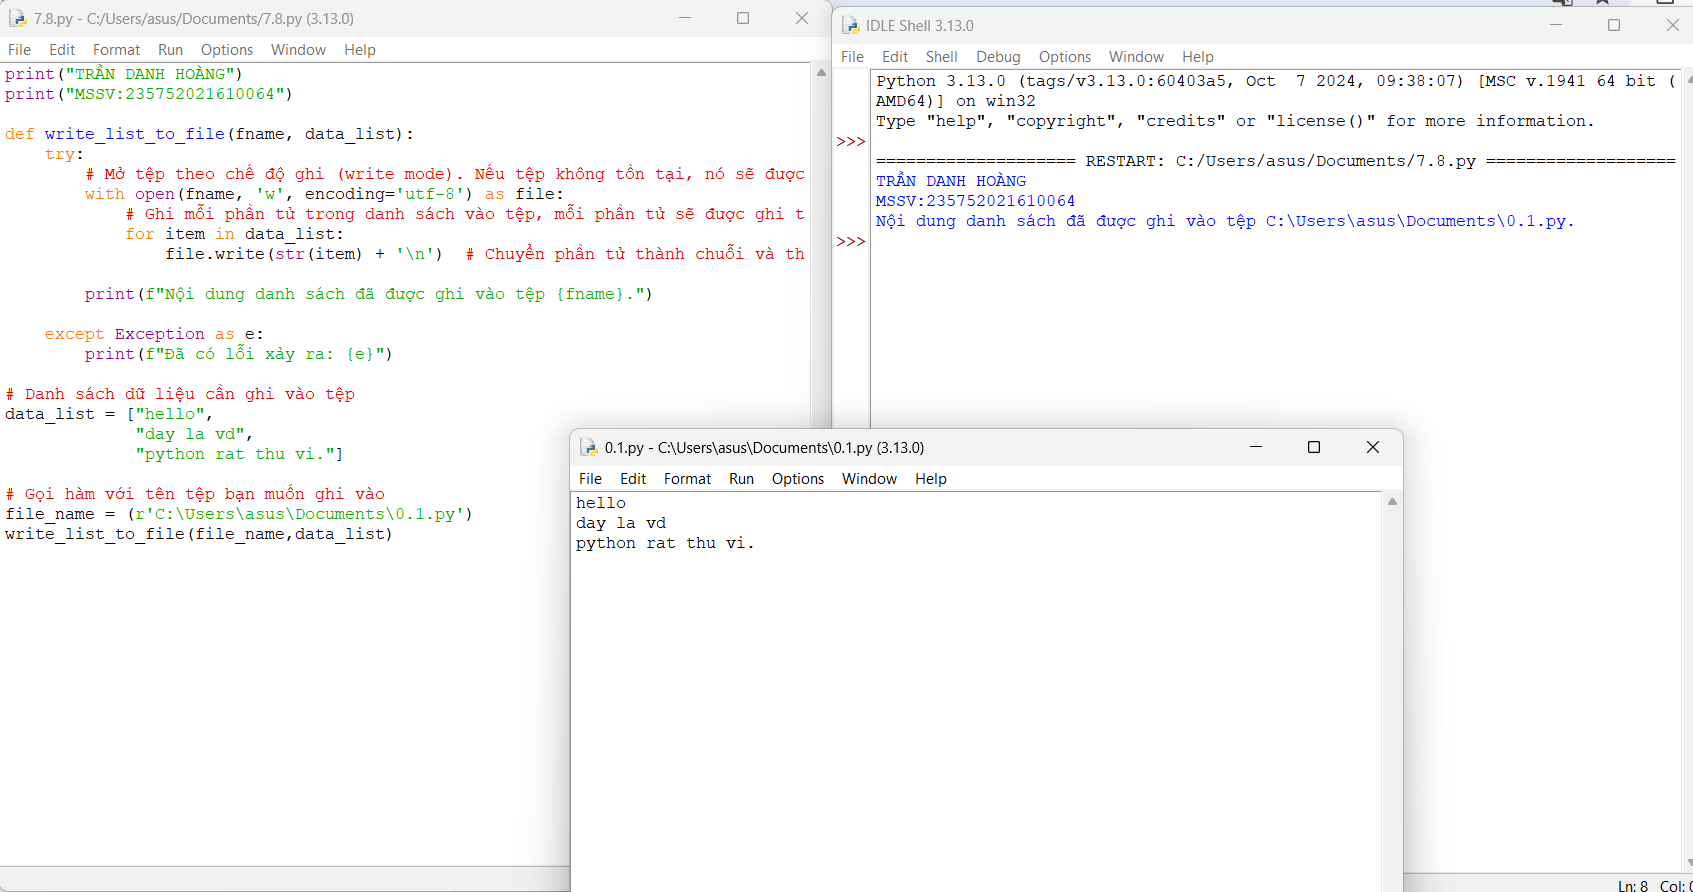 7.8.py - C:/Users/asus/Documents/7.8.py (3.13.0)
File Edit Format Run Options Window Help
print("TRẦN DANH HOÀNG")
print("MSSV:235752021610064")
def write_list_to_file(fname, data_list):
try:
# Mở tệp theo chế độ ghi (write mode). Nếu tệp không tồn tại, nó sẽ được
with open(fname, 'w', encoding='utf-8') as file:
# Ghi mỗi phần tử trong danh sách vào tệp, mỗi phần tử sẽ được ghi t
for item in data_list:
file.write(str(item) + '\n')  # Chuyển phần tử thành chuỗi và th
print(f"Nội dung danh sách đã được ghi vào tệp {fname}.")
except Exception as e:
print(f"Đã có lỗi xảy ra: {e}")
# Danh sách dữ liệu cần ghi vào tệp
data_list = ["hello",
"day la vd",
"python rat thu vi."]
# Gọi hàm với tên tệp bạn muốn ghi vào
file_name = (r'C:\Users\asus\Documents\0.1.py')
write_list_to_file(file_name,data_list)
IDLE Shell 3.13.0
File Edit Shell Debug Options Window Help
Python 3.13.0 (tags/v3.13.0:60403a5, Oct  7 2024, 09:38:07) [MSC v.1941 64 bit (
AMD64)] on win32
Type "help", "copyright", "credits" or "license()" for more information.
>>>
==================== RESTART: C:/Users/asus/Documents/7.8.py ===================
TRẦN DANH HOÀNG
MSSV:235752021610064
Nội dung danh sách đã được ghi vào tệp C:\Users\asus\Documents\0.1.py.
>>>
0.1.py - C:\Users\asus\Documents\0.1.py (3.13.0)
File Edit Format Run Options Window Help
hello
day la vd
python rat thu vi.
Ln: 8 Col: